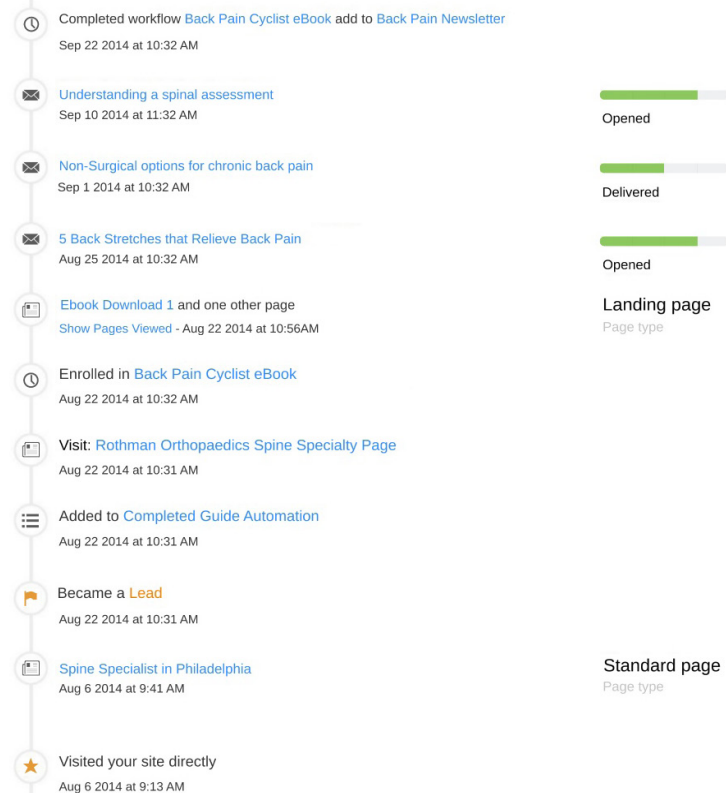 Completed workflow Back Pain Cyclist eBook add to Back Pain Newsletter
Sep 22 2014 at 10:32 AM
Understanding a spinal assessment
Sep 10 2014 at 11:32 AM
Opened
Non-Surgical options for chronic back pain
Sep 1 2014 at 10:32 AM
Delivered
5 Back Stretches that Relieve Back Pain
Aug 25 2014 at 10:32 AM
Opened
Ebook Download 1 and one other page
Landing page
Show Pages Viewed - Aug 22 2014 at 10:56AM
Page type
Enrolled in Back Pain Cyclist eBook
Aug 22 2014 at 10:32 AM
Visit: Rothman Orthopaedics Spine Specialty Page
Aug 22 2014 at 10:31 AM
Added to Completed Guide Automation
Aug 22 2014 at 10:31 AM
Became a Lead
Aug 22 2014 at 10:31 AM
Spine Specialist in Philadelphia
Standard page
Aug 6 2014 at 9:41 AM
Page type
Visited your site directly
Aug 6 2014 at 9:13 AM